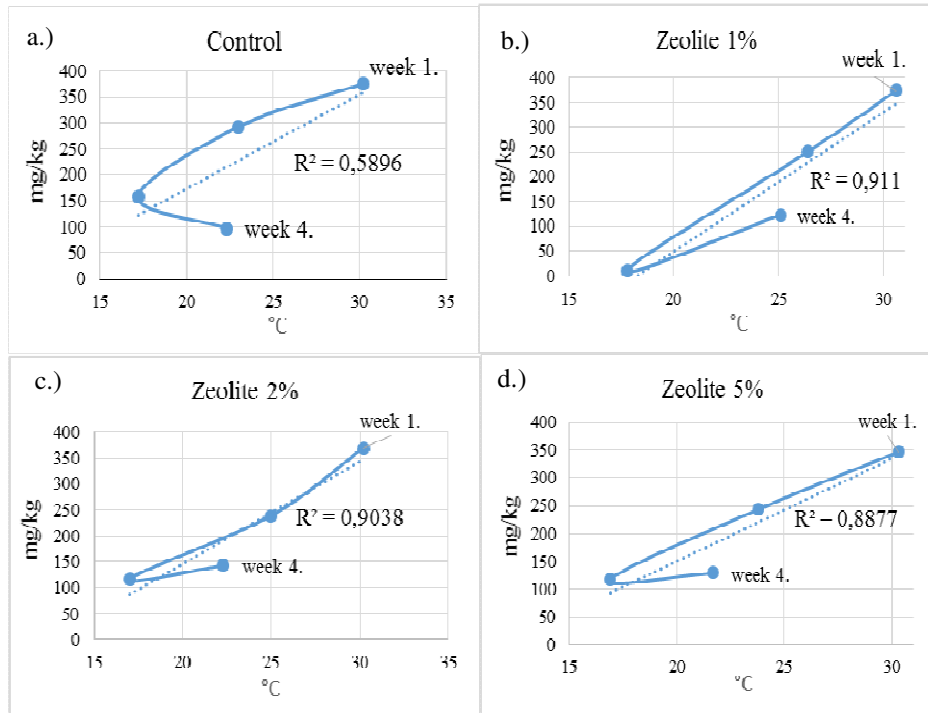 a.)
Control
400
350
300
250
200
150
100
50
0
mg/kg
week 1.
R² = 0,5896
week 4.
15 20 25 30 35
°C
b.)
Zeolite 1%
400
350
300
250
200
150
100
50
0
mg/kg
week 1.
R² = 0,911
week 4.
15 20 25 30
°C
c.)
Zeolite 2%
400
350
300
250
200
150
100
50
0
mg/kg
week 1.
R² = 0,9038
week 4.
15 20 25 30 35
°C
d.)
Zeolite 5%
400
350
300
250
200
150
100
50
0
mg/kg
week 1.
R² – 0,8877
week 4.
15 20 25 30
°C